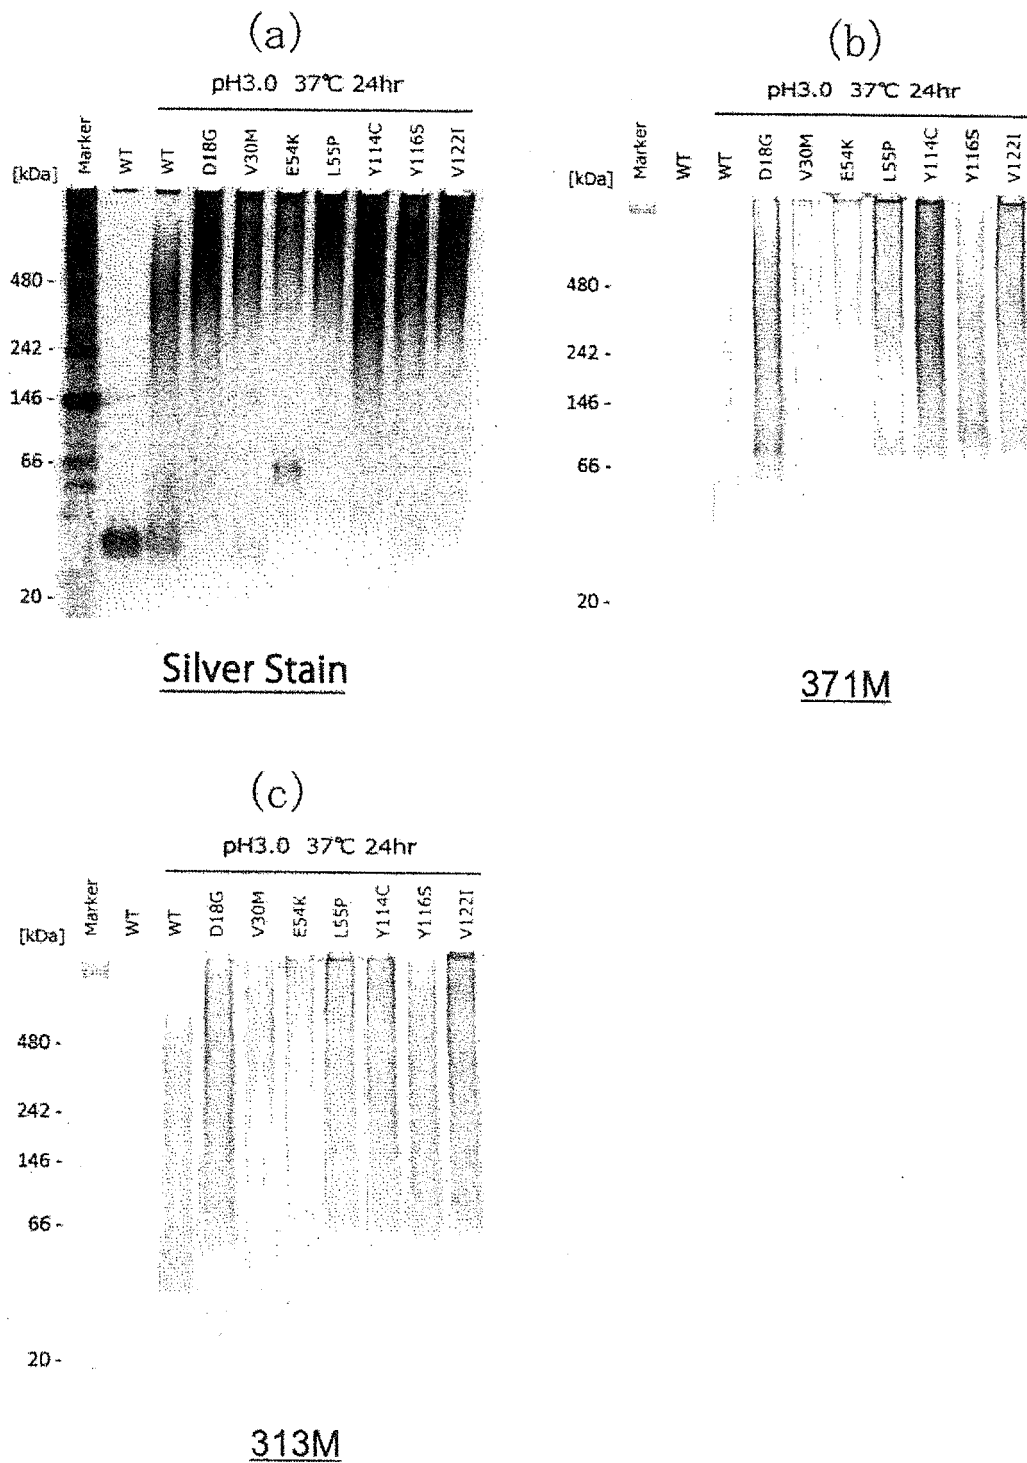 (a)
pH3.0 37℃ 24hr
[kDa]
Marker
WT
WT
D18G
V30M
E54K
L55P
Y114C
Y116S
V122I
480 -
242 -
146 -
66 -
20 -
Silver Stain
(b)
pH3.0 37℃ 24hr
[kDa]
Marker
WT
WT
D18G
V30M
E54K
L55P
Y114C
Y116S
V122I
480 -
242 -
146 -
66 -
20 -
371M
(c)
pH3.0 37℃ 24hr
[kDa]
Marker
WT
WT
D18G
V30M
E54K
L55P
Y114C
Y116S
V122I
480 -
242 -
146 -
66 -
20 -
313M